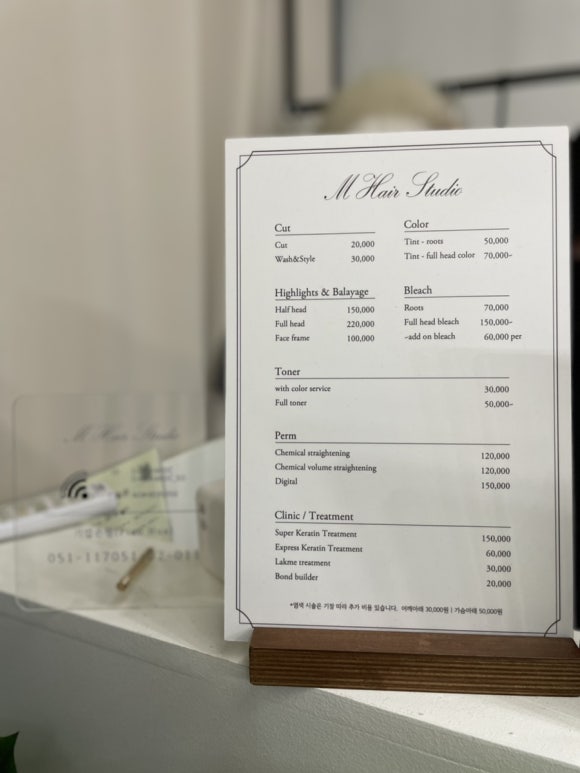 M Hair Studio
Cut
Cut 20,000
Wash&Style 30,000
Color
Tint - roots 50,000
Tint - full head color 70,000~
Highlights & Balayage
Half head 150,000
Full head 220,000
Face frame 100,000
Bleach
Roots 70,000
Full head bleach 150,000~
~add on bleach 60,000 per
Toner
with color service 30,000
Full toner 50,000~
Perm
Chemical straightening 120,000
Chemical volume straightening 120,000
Digital 150,000
Clinic / Treatment
Super Keratin Treatment 150,000
Express Keratin Treatment 60,000
Lakme treatment 30,000
Bond builder 20,000
*염색 시술은 기장 따라 추가 비용 있습니다. 어깨아래 30,000원 | 가슴아래 50,000원
M Hair Studio